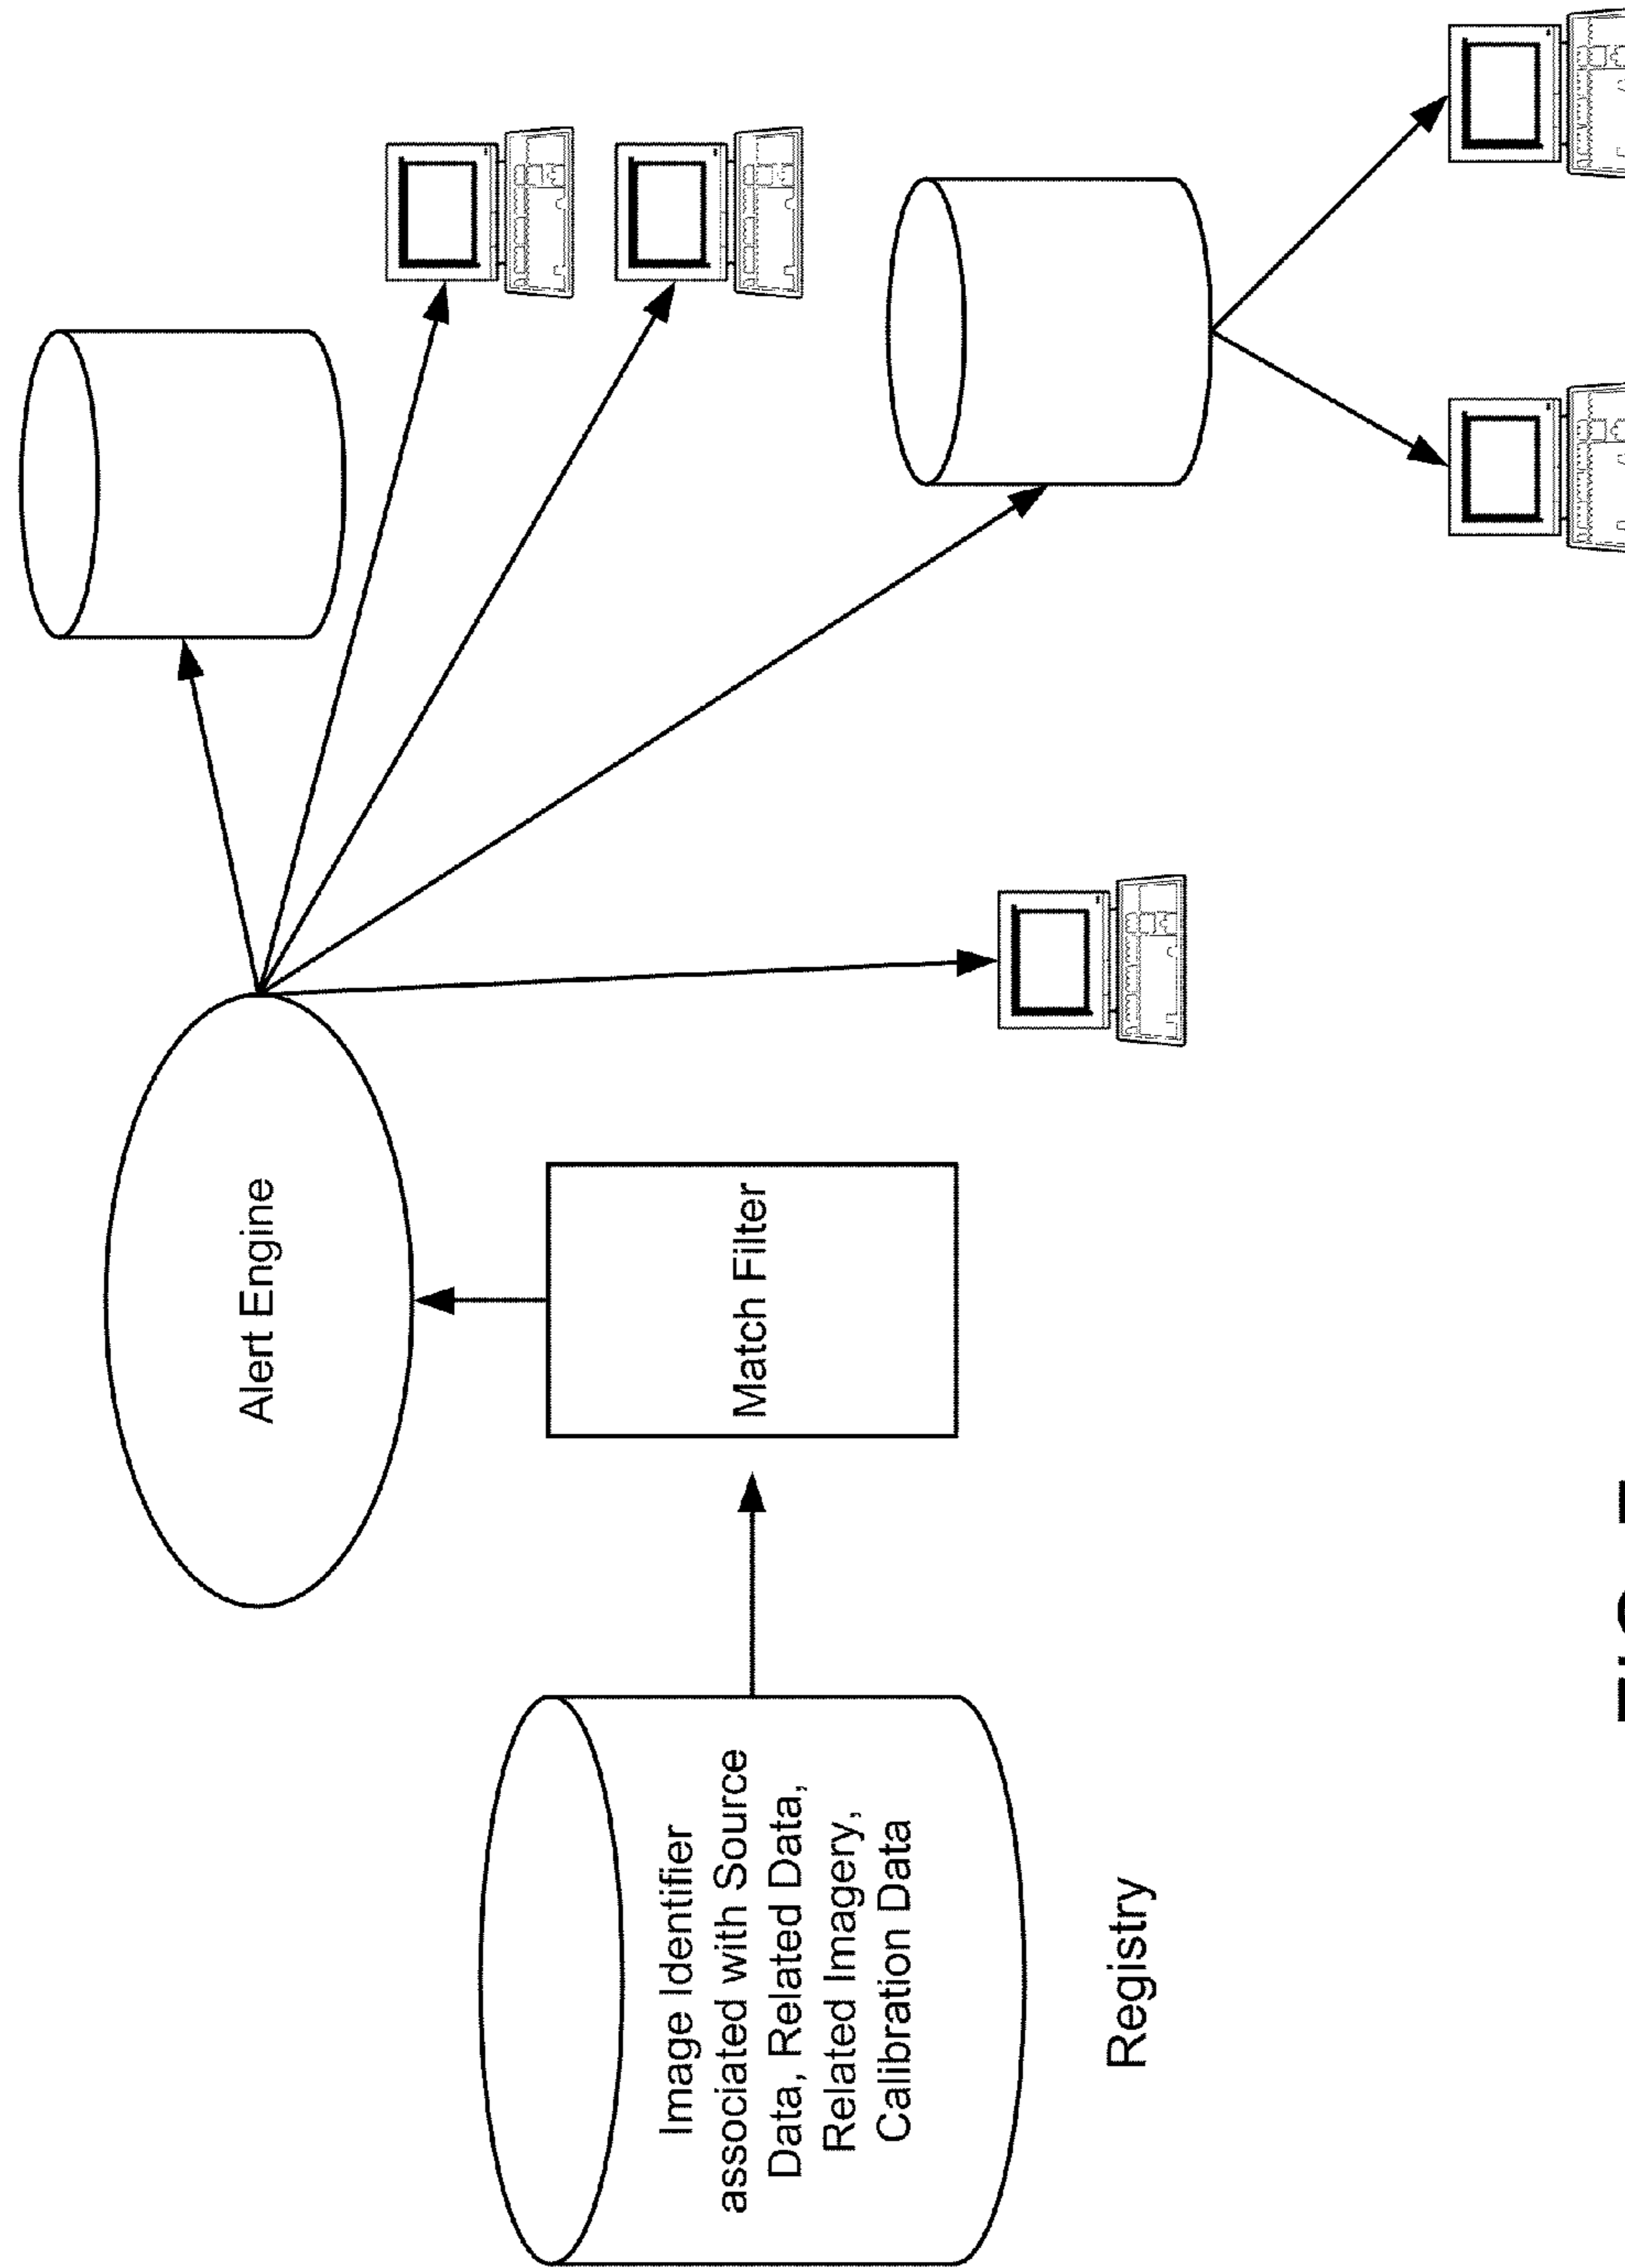 Image Identifier
associated with Source
Data, Related Data,
Related Imagery,
Calibration Data
Registry
Match Filter
Alert Engine